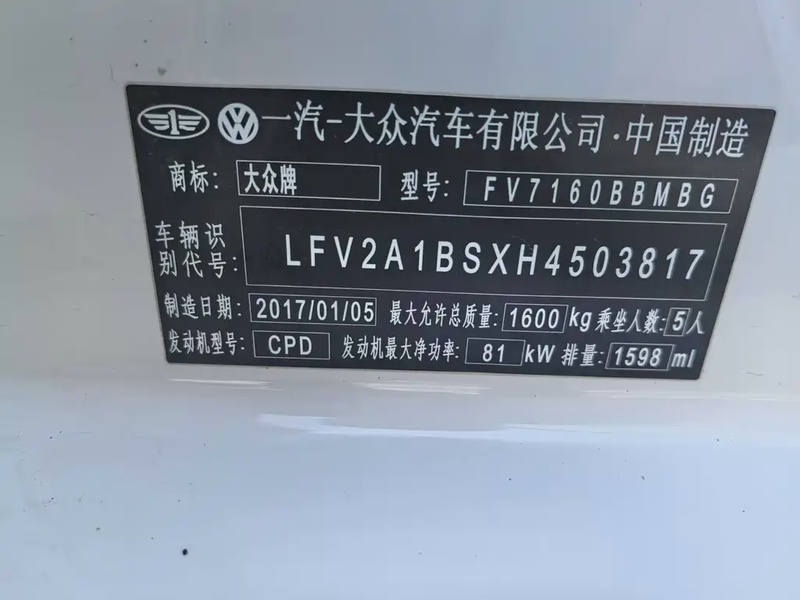 一汽-大众汽车有限公司·中国制造
商标: 大众牌 型号: FV7160BBMBG
车辆识
别代号: LFV2A1BSXH4503817
制造日期: 2017/01/05 最大允许总质量: 1600 kg 乘坐人数: 5人
发动机型号: CPD 发动机最大净功率: 81 kW 排量: 1598 ml